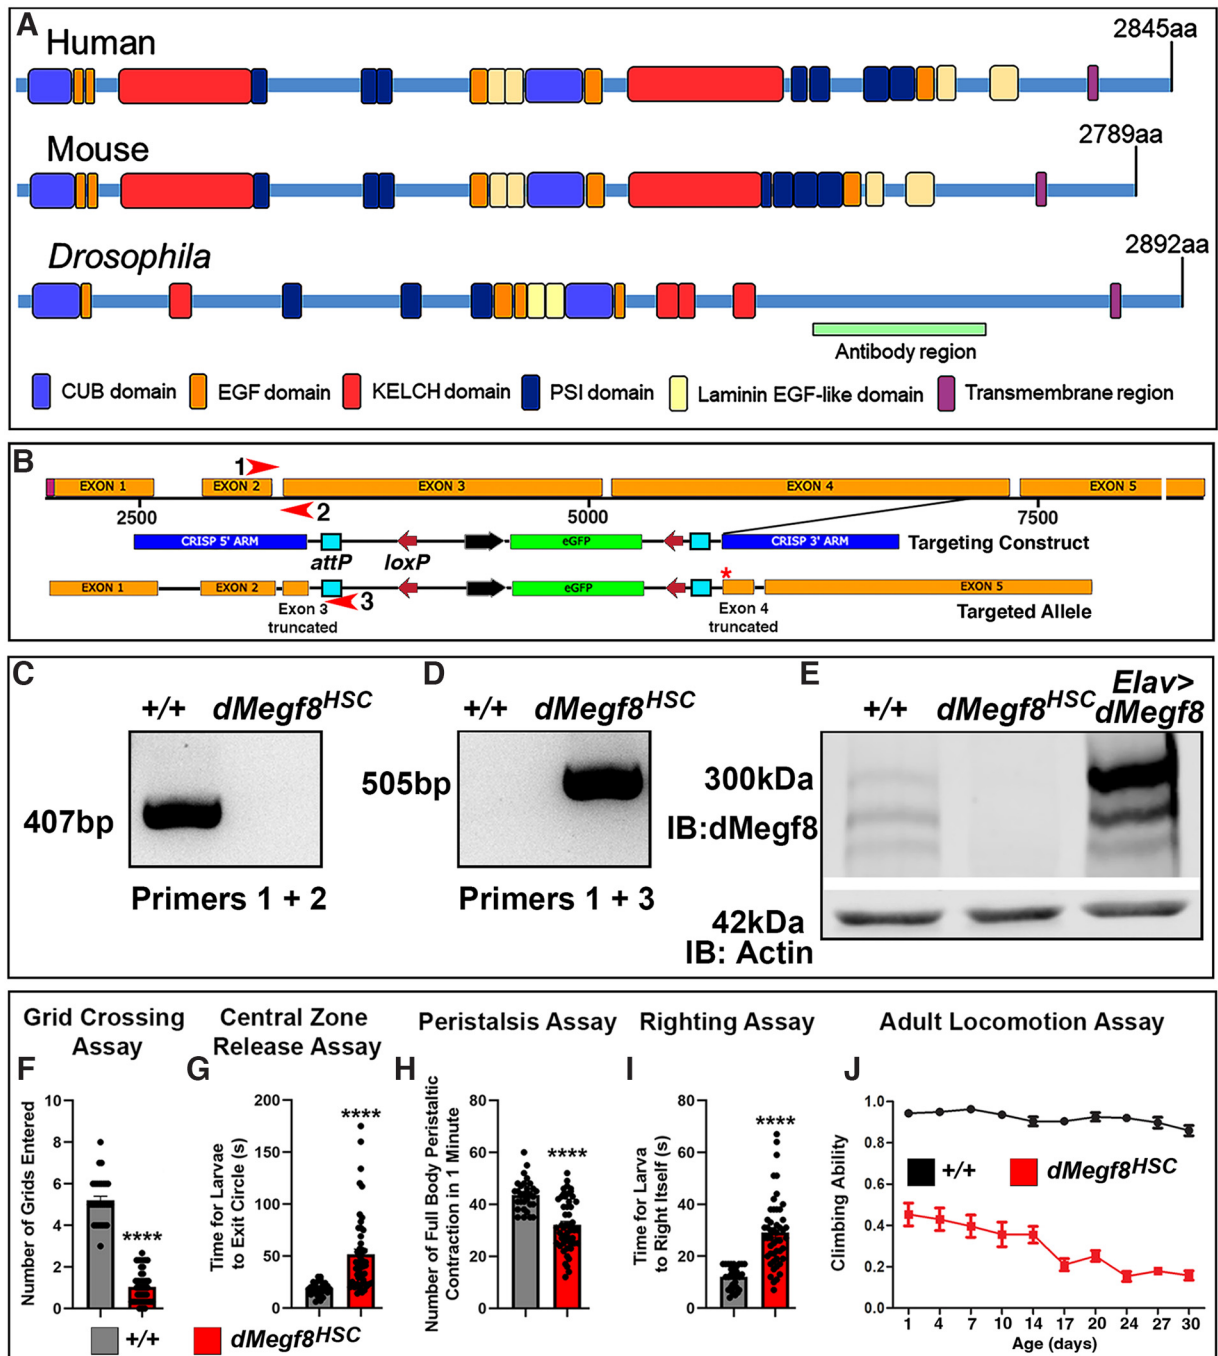 A
Human
2845aa
Mouse
2789aa
Drosophila
2892aa
Antibody region
CUB domain
EGF domain
KELCH domain
PSI domain
Laminin EGF-like domain
Transmembrane region
B
1
EXON 1
EXON 2
EXON 3
EXON 4
EXON 5
2500
2
5000
7500
CRISP 5' ARM
eGFP
CRISP 3' ARM
Targeting Construct
attP
loxP
*
EXON 1
EXON 2
3
eGFP
EXON 5
Exon 3
truncated
Exon 4
truncated
Targeted Allele
C
+/+
dMegf8HSC
407bp
Primers 1 + 2
D
+/+
dMegf8HSC
505bp
Primers 1 + 3
E
+/+
dMegf8HSC
Elav>
dMegf8
300kDa
IB:dMegf8
42kDa
IB: Actin
Grid Crossing
Assay
F
Number of Grids Entered
10
8
6
4
2
0
****
Central Zone
Release Assay
G
Time for Larvae
to Exit Circle (s)
200
150
100
50
0
****
Peristalsis Assay
H
Number of Full Body Peristaltic
Contraction in 1 Minute
80
60
40
20
0
****
Righting Assay
I
Time for Larva
to Right Itself (s)
80
60
40
20
0
****
Adult Locomotion Assay
J
Climbing Ability
1.0
0.8
0.6
0.4
0.2
0.0
+/+
dMegf8HSC
1 4 7 10 14 17 20 24 27 30
Age (days)
+/+
dMegf8HSC